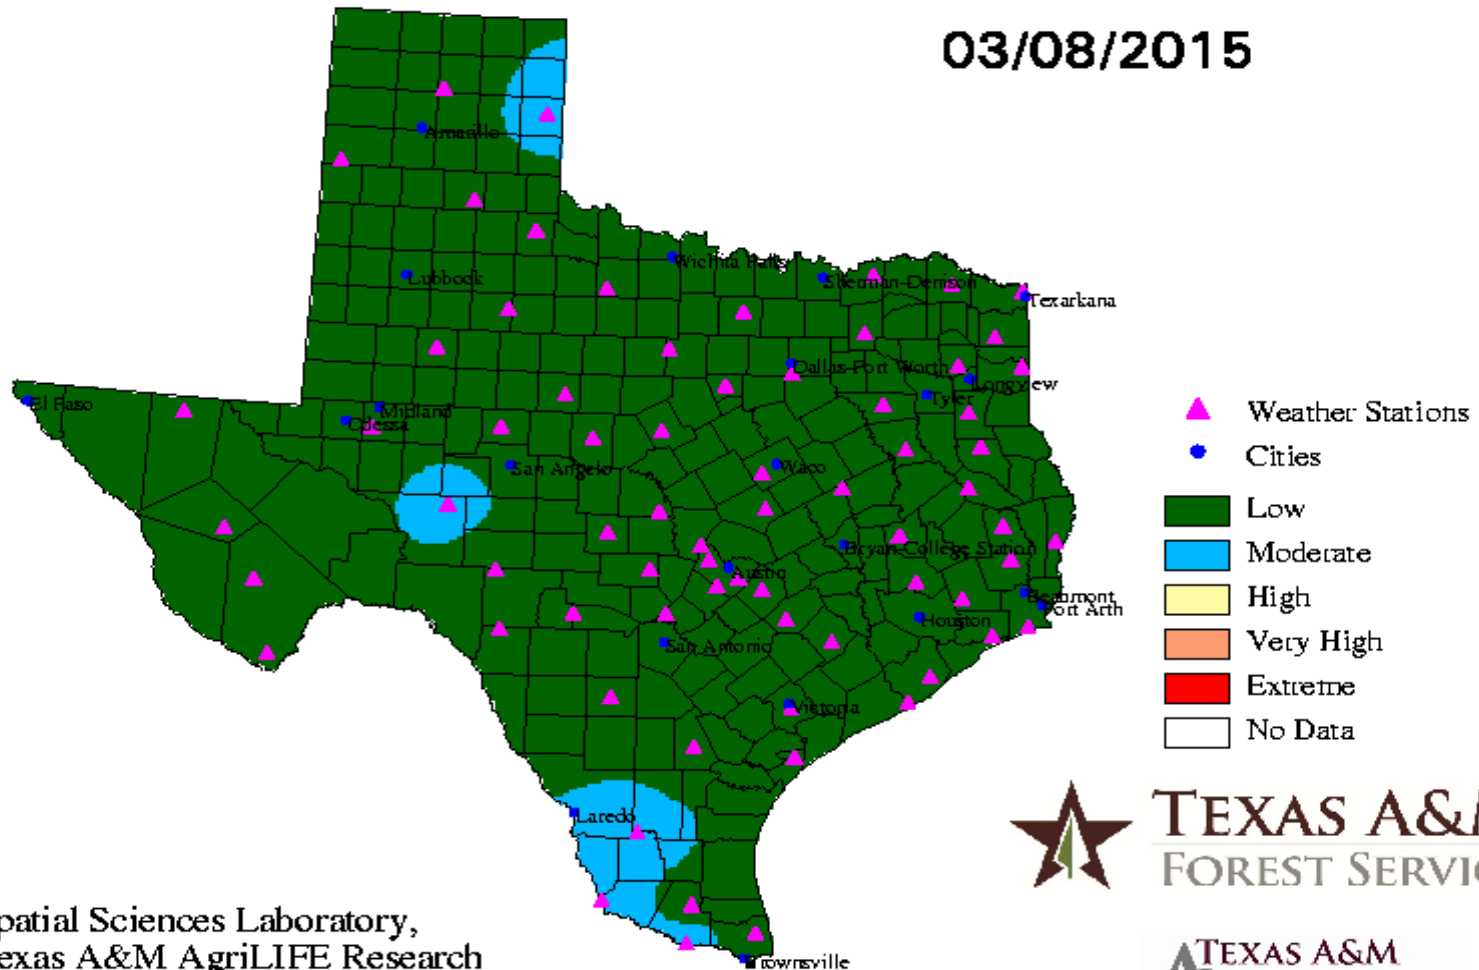 03/08/2015
Amarillo
Wichita Falls
Lubbock
Sherman-Denison
Texarkana
Dallas-Fort Worth
Longview
Tyler
El Paso
Midland
Odessa
San Angelo
Waco
Bryan-College Station
Austin
Beaumont
Port Arth
Houston
San Antonio
Victoria
Laredo
Brownsville
Weather Stations
Cities
Low
Moderate
High
Very High
Extreme
No Data
TEXAS A&M
FOREST SERVIC
patial Sciences Laboratory,
exas A&M AgriLIFE Research
TEXAS A&M